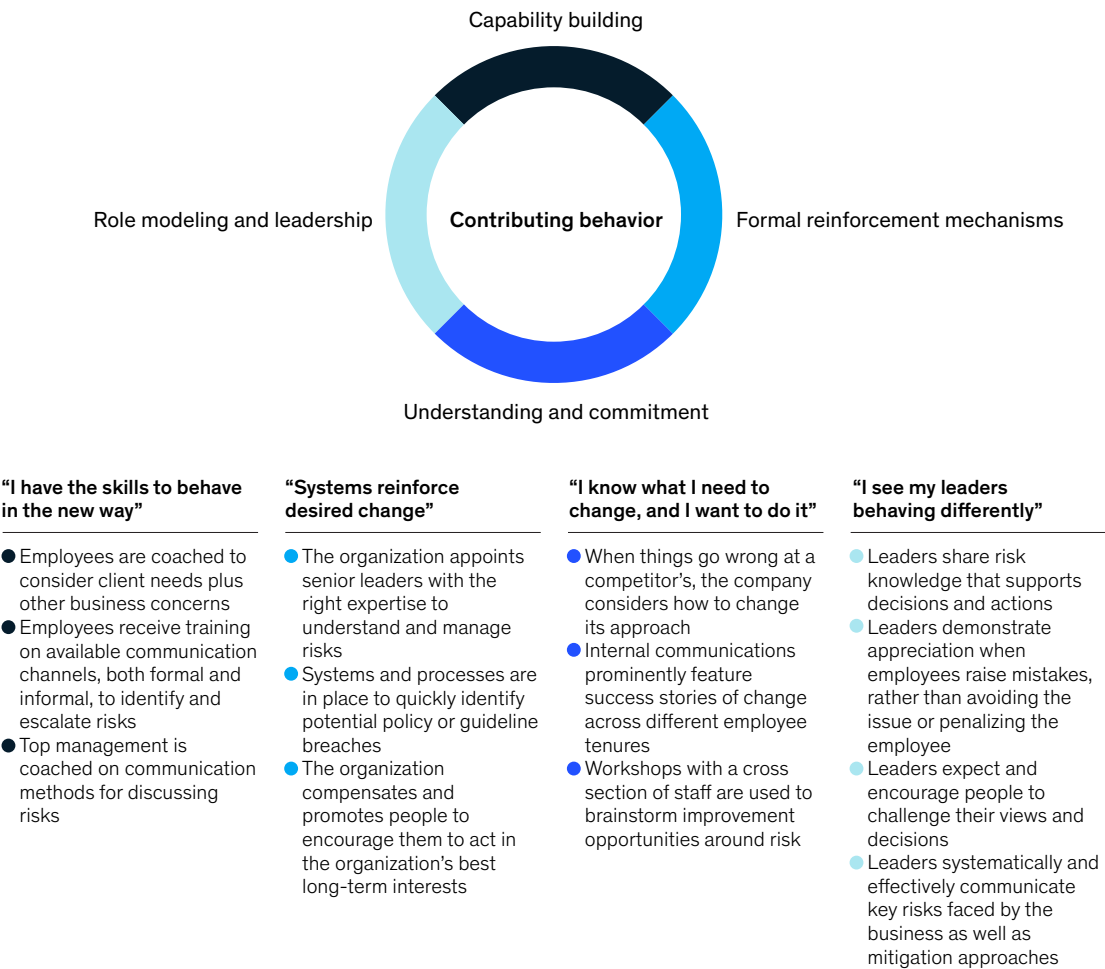 Capability building
Role modeling and leadership
Contributing behavior
Formal reinforcement mechanisms
Understanding and commitment
“I have the skills to behave
in the new way”
Employees are coached to
consider client needs plus
other business concerns
Employees receive training
on available communication
channels, both formal and
informal, to identify and
escalate risks
Top management is
coached on communication
methods for discussing
risks
“Systems reinforce
desired change”
The organization appoints
senior leaders with the
right expertise to
understand and manage
risks
Systems and processes are
in place to quickly identify
potential policy or guideline
breaches
The organization
compensates and
promotes people to
encourage them to act in
the organization’s best
long-term interests
“I know what I need to
change, and I want to do it”
When things go wrong at a
competitor’s, the company
considers how to change
its approach
Internal communications
prominently feature
success stories of change
across different employee
tenures
Workshops with a cross
section of staff are used to
brainstorm improvement
opportunities around risk
“I see my leaders
behaving differently”
Leaders share risk
knowledge that supports
decisions and actions
Leaders demonstrate
appreciation when
employees raise mistakes,
rather than avoiding the
issue or penalizing the
employee
Leaders expect and
encourage people to
challenge their views and
decisions
Leaders systematically and
effectively communicate
key risks faced by the
business as well as
mitigation approaches